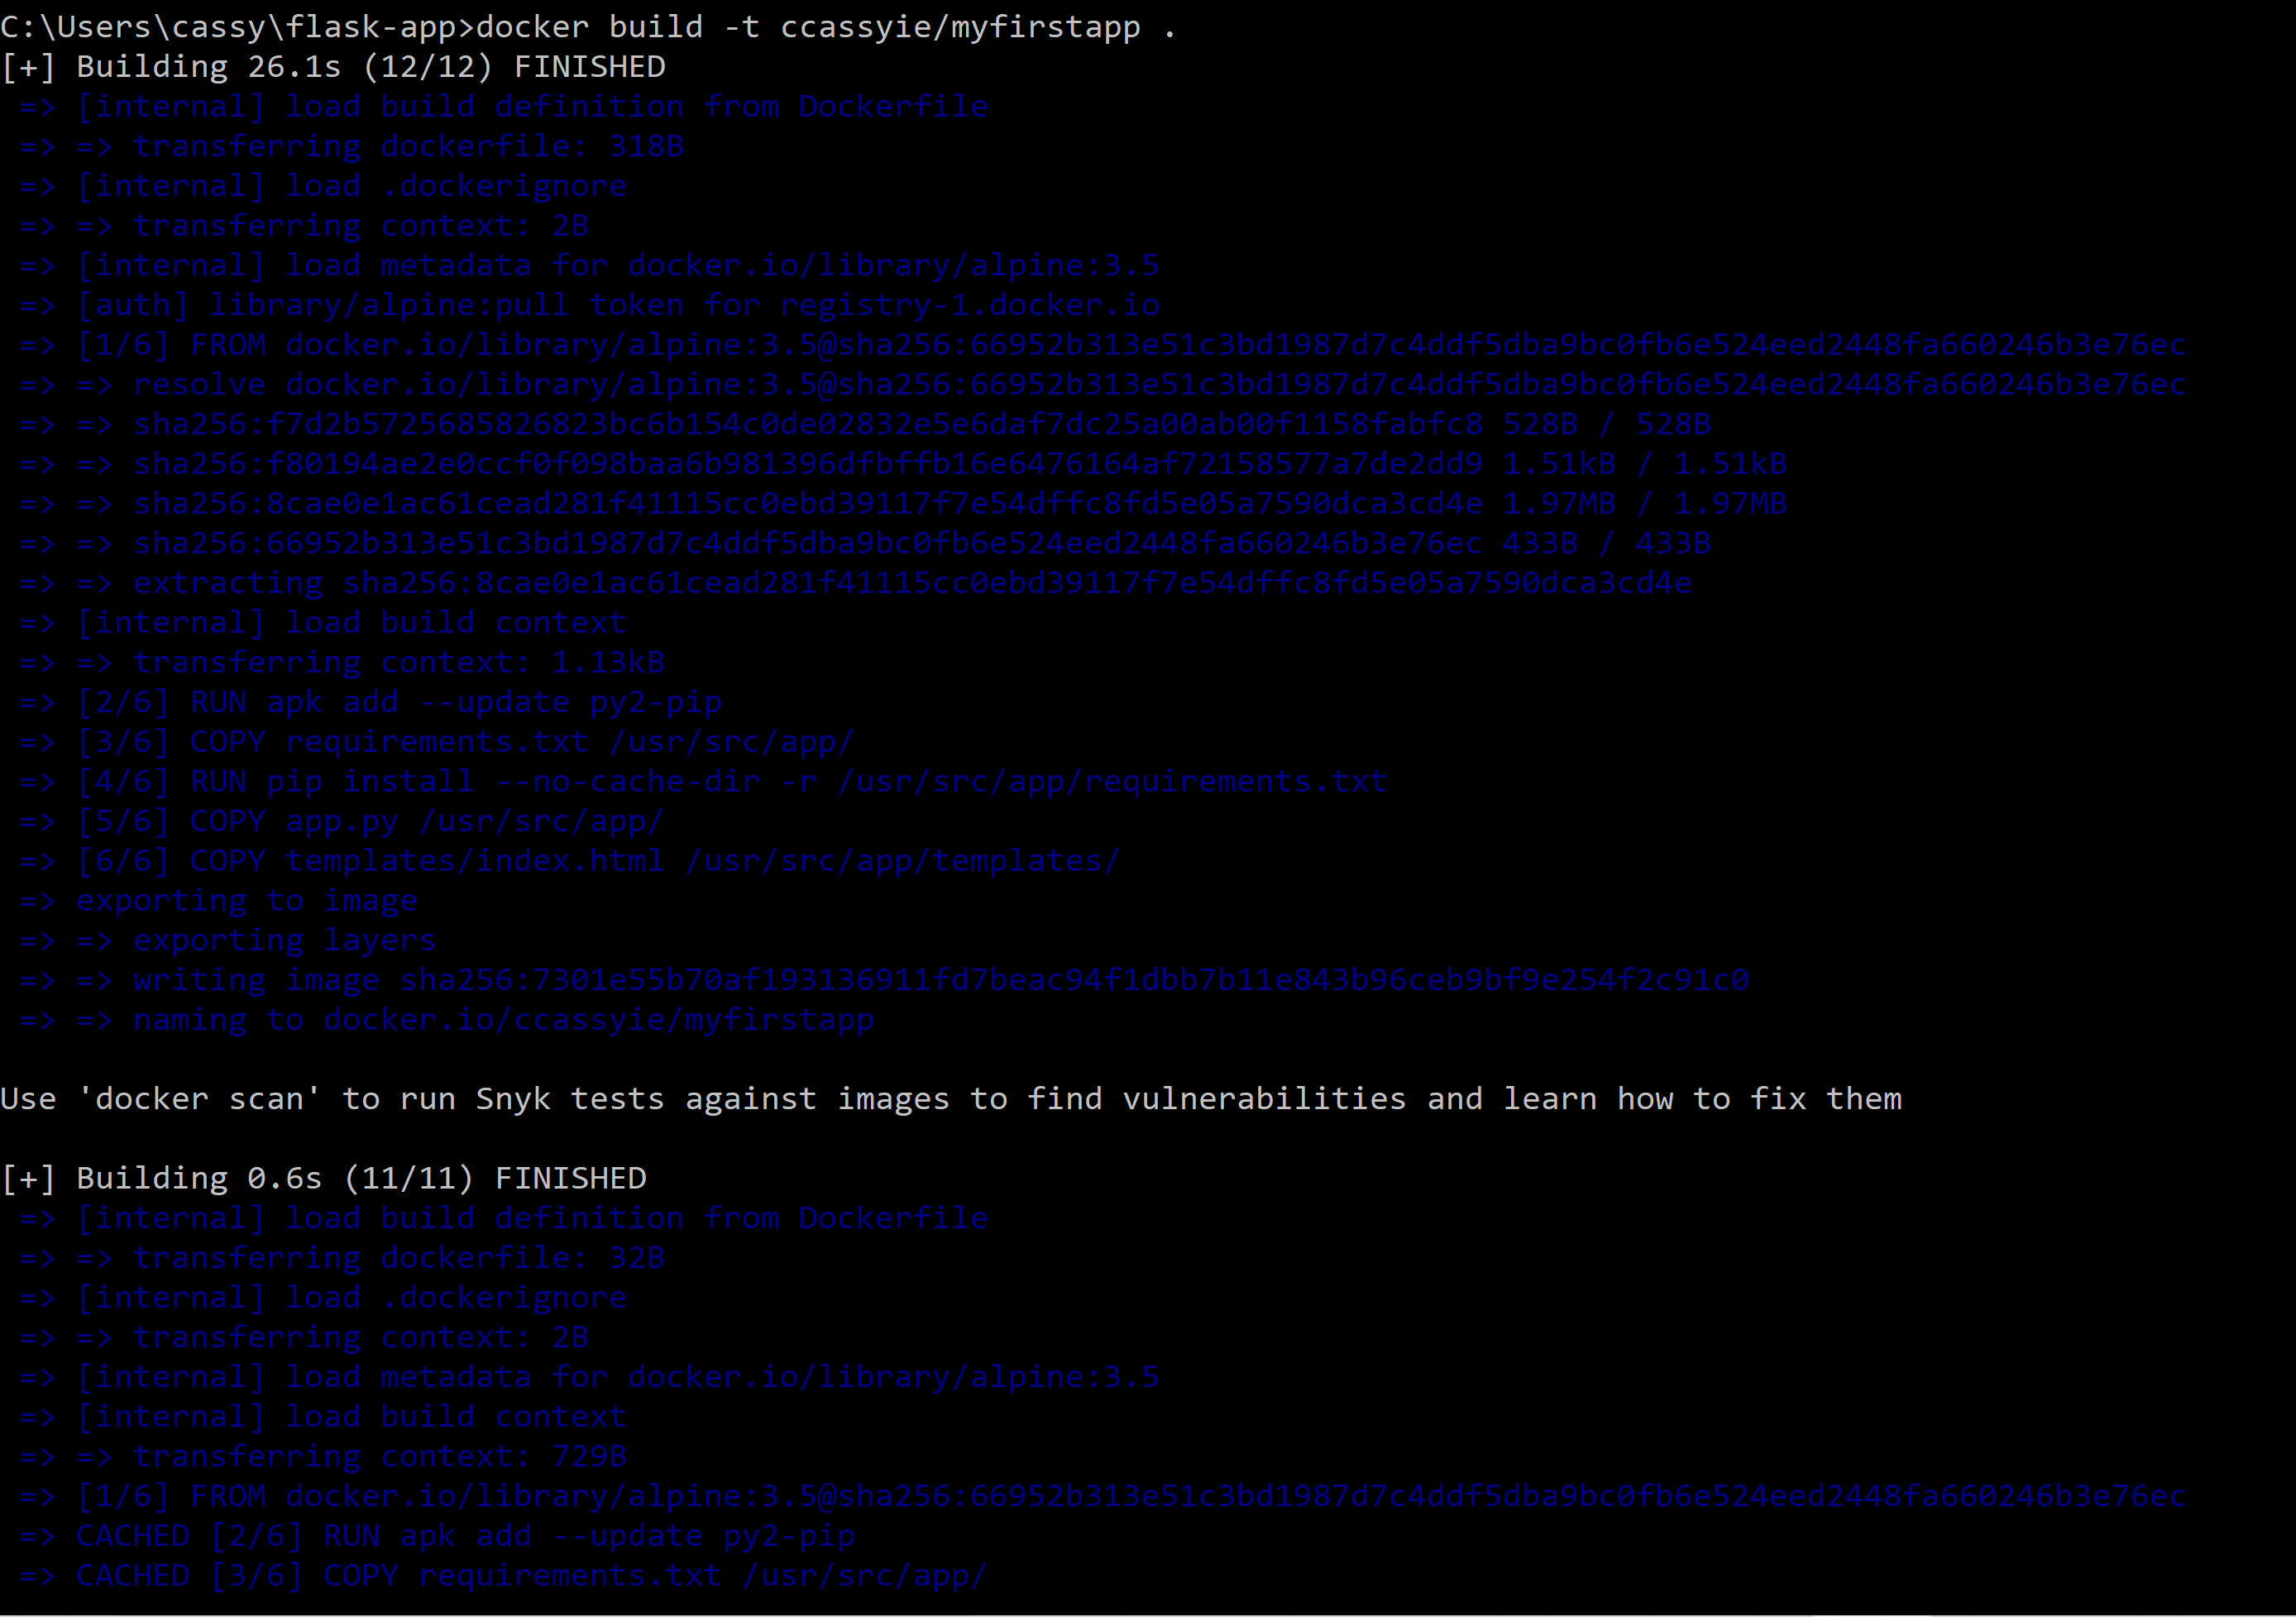 C:\Users\cassy\flask-app>docker build -t ccassyie/myfirstapp .
[+] Building 26.1s (12/12) FINISHED
=> [internal] load build definition from Dockerfile
=> => transferring dockerfile: 318B
=> [internal] load .dockerignore
=> => transferring context: 2B
=> [internal] load metadata for docker.io/library/alpine:3.5
=> [auth] library/alpine:pull token for registry-1.docker.io
=> [1/6] FROM docker.io/library/alpine:3.5@sha256:66952b313e51c3bd1987d7c4ddf5dba9bc0fb6e524eed2448fa660246b3e76ec
=> => resolve docker.io/library/alpine:3.5@sha256:66952b313e51c3bd1987d7c4ddf5dba9bc0fb6e524eed2448fa660246b3e76ec
=> => sha256:f7d2b5725685826823bc6b154c0de02832e5e6daf7dc25a00ab00f1158fabfc8 528B / 528B
=> => sha256:f80194ae2e0ccf0f098baa6b981396dfbffb16e6476164af72158577a7de2dd9 1.51kB / 1.51kB
=> => sha256:8cae0e1ac61cead281f41115cc0ebd39117f7e54dffc8fd5e05a7590dca3cd4e 1.97MB / 1.97MB
=> => sha256:66952b313e51c3bd1987d7c4ddf5dba9bc0fb6e524eed2448fa660246b3e76ec 433B / 433B
=> => extracting sha256:8cae0e1ac61cead281f41115cc0ebd39117f7e54dffc8fd5e05a7590dca3cd4e
=> [internal] load build context
=> => transferring context: 1.13kB
=> [2/6] RUN apk add --update py2-pip
=> [3/6] COPY requirements.txt /usr/src/app/
=> [4/6] RUN pip install --no-cache-dir -r /usr/src/app/requirements.txt
=> [5/6] COPY app.py /usr/src/app/
=> [6/6] COPY templates/index.html /usr/src/app/templates/
=> exporting to image
=> => exporting layers
=> => writing image sha256:7301e55b70af193136911fd7beac94f1dbb7b11e843b96ceb9bf9e254f2c91c0
=> => naming to docker.io/ccassyie/myfirstapp
Use 'docker scan' to run Snyk tests against images to find vulnerabilities and learn how to fix them
[+] Building 0.6s (11/11) FINISHED
=> [internal] load build definition from Dockerfile
=> => transferring dockerfile: 32B
=> [internal] load .dockerignore
=> => transferring context: 2B
=> [internal] load metadata for docker.io/library/alpine:3.5
=> [internal] load build context
=> => transferring context: 729B
=> [1/6] FROM docker.io/library/alpine:3.5@sha256:66952b313e51c3bd1987d7c4ddf5dba9bc0fb6e524eed2448fa660246b3e76ec
=> CACHED [2/6] RUN apk add --update py2-pip
=> CACHED [3/6] COPY requirements.txt /usr/src/app/